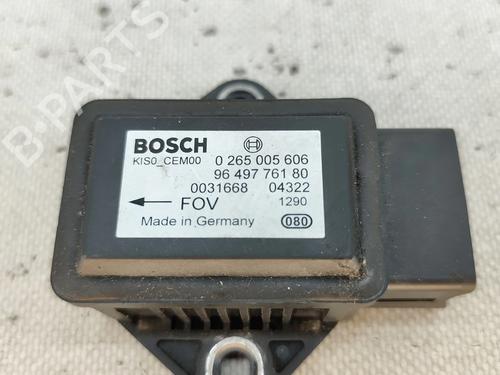 B-PARTS
BOSCH
KIS0_CEM00 0 265 005 606
96 497 761 80
0031668 04322
← FOV 1290
Made in Germany 080